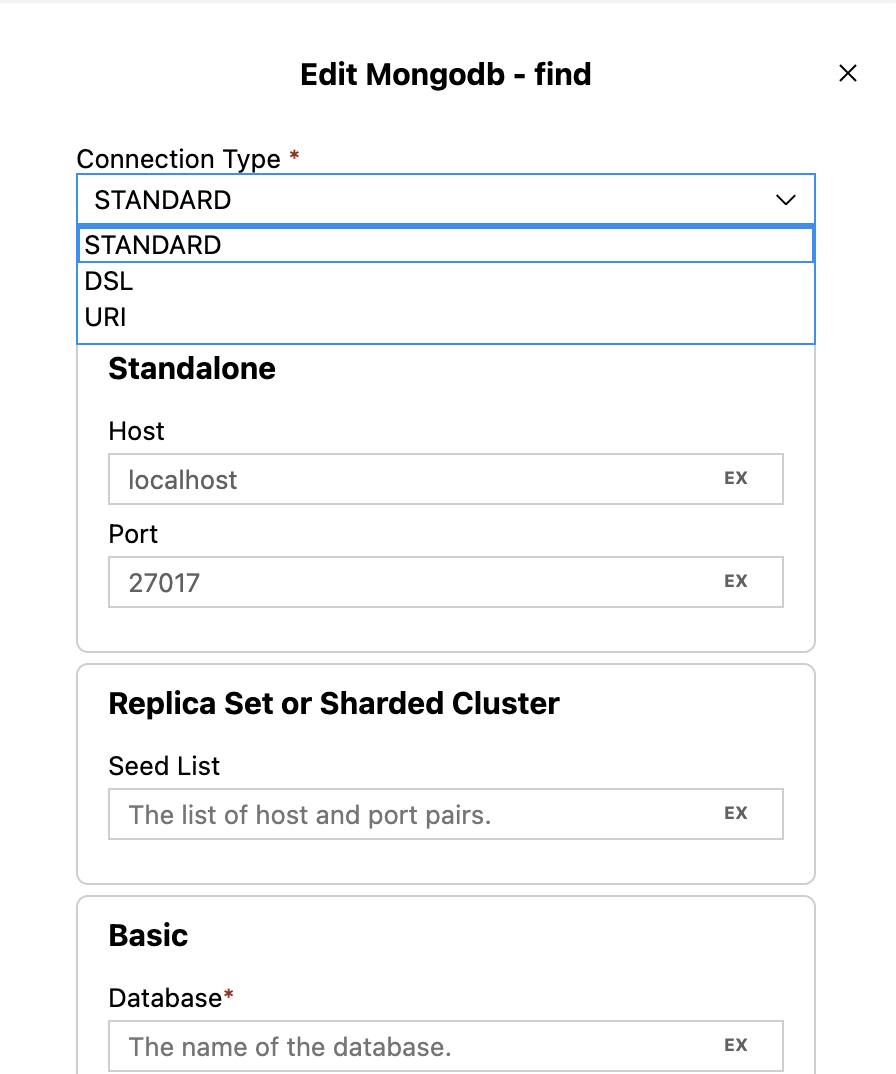 Edit Mongodb - find
Connection Type *
STANDARD
STANDARD
DSL
URI
Standalone
Host
localhost EX
Port
27017 EX
Replica Set or Sharded Cluster
Seed List
The list of host and port pairs. EX
Basic
Database*
The name of the database. EX